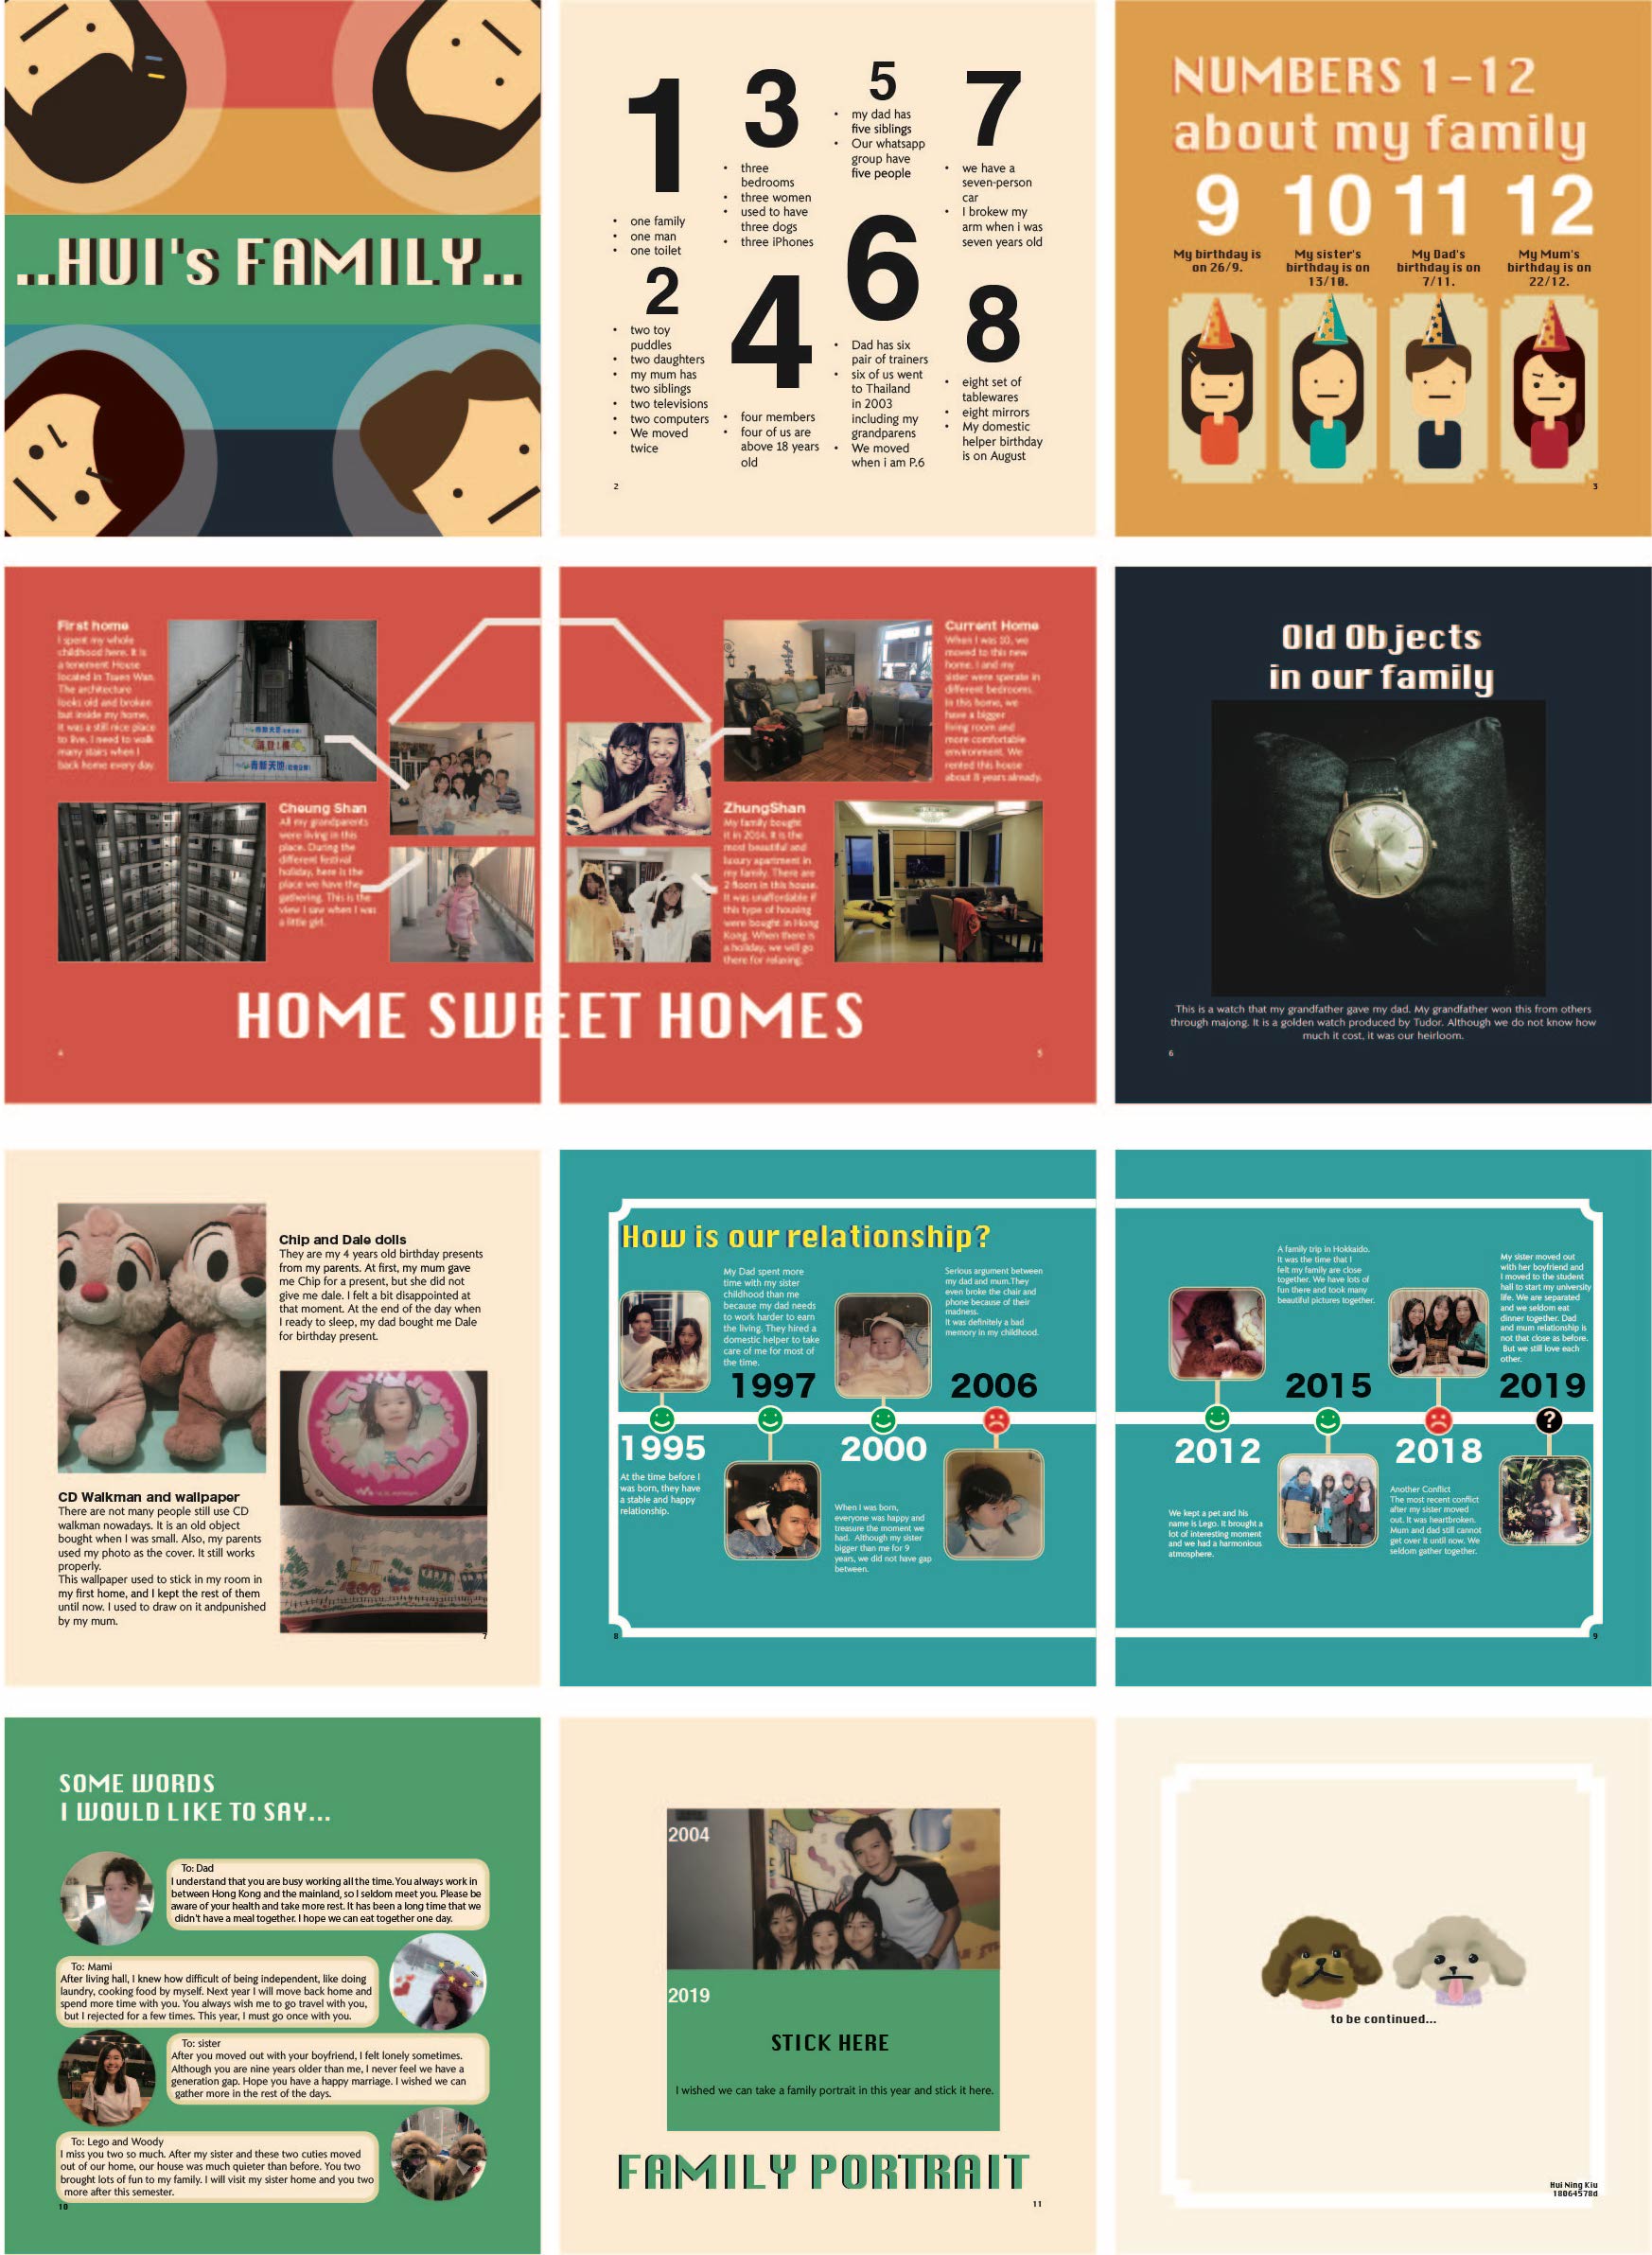 ...HUI's FAMILY...
1
one family
one man
one toilet
2
two toy
puddles
two daughters
my mum has
two siblings
two televisions
two computers
We moved
twice
3
three
bedrooms
three women
used to have
three dogs
three iPhones
4
four members
four of us are
above 18 years
old
5
my dad has
five siblings
Our whatsapp
group have
five people
6
Dad has six
pair of trainers
six of us went
to Thailand
in 2003
including my
grandparens
We moved
when i am P.6
7
we have a
seven-person
car
I brokew my
arm when i was
seven years old
8
eight set of
tablewares
eight mirrors
My domestic
helper birthday
is on August
2
NUMBERS 1-12
about my family
9
My birthday is
on 26/9.
10
My sister's
birthday is on
13/10.
11
My Dad's
birthday is on
7/11.
12
My Mum's
birthday is on
22/12.
3
First home
I spent my whole
childhood here. It is
a tenement House
located in Tsuen Wan.
The architecture
looks old and broken
but inside my home,
it was a still nice place
to live. I need to walk
many stairs when I
back home every day.
Cheung Shan
All my grandparents
were living in this
place. During the
different festival
holiday, here is the
place we have the
gathering. This is the
view I saw when I was
a little girl.
Current Home
When I was 10, we
moved to this new
home. I and my
sister were sperate in
different bedrooms.
In this home, we
have a bigger
living room and
more comfortable
environment. We
rented this house
about 8 years already.
ZhungShan
My family bought
it in 2014. It is the
most beautiful and
luxury apartment in
my family. There are
2 floors in this house.
It was unaffordable if
this type of housing
were bought in Hong
Kong. When there is
a holiday, we will go
there for relaxing.
HOME SWEET HOMES
4
5
Old Objects
in our family
This is a watch that my grandfather gave my dad. My grandfather won this from others
through majong. It is a golden watch produced by Tudor. Although we do not know how
much it cost, it was our heirloom.
6
Chip and Dale dolls
They are my 4 years old birthday presents
from my parents. At first, my mum gave
me Chip for a present, but she did not
give me dale. I felt a bit disappointed at
that moment. At the end of the day when
I ready to sleep, my dad bought me Dale
for birthday present.
CD Walkman and wallpaper
There are not many people still use CD
walkman nowadays. It is an old object
bought when I was small. Also, my parents
used my photo as the cover. It still works
properly.
This wallpaper used to stick in my room in
my first home, and I kept the rest of them
until now. I used to draw on it andpunished
by my mum.
7
How is our relationship?
1995
At the time before I
was born, they have
a stable and happy
relationship.
My Dad spent more
time with my sister
childhood than me
because my dad needs
to work harder to earn
the living. They hired a
domestic helper to take
care of me for most of
the time.
1997
2000
When I was born,
everyone was happy and
treasure the moment we
had. Although my sister
bigger than me for 9
years, we did not have gap
between.
Serious argument between
my dad and mum.They
even broke the chair and
phone because of their
madness.
It was definitely a bad
memory in my childhood.
2006
8
2012
We kept a pet and his
name is Lego. It brought a
lot of interesting moment
and we had a harmonious
atmosphere.
A family trip in Hokkaido.
It was the time that I
felt my family are close
together. We have lots of
fun there and took many
beautiful pictures together.
2015
2018
Another Conflict
The most recent conflict
after my sister moved
out. It was heartbroken.
Mum and dad still cannot
get over it until now. We
seldom gather together.
My sister moved out
with her boyfriend and
I moved to the student
hall to start my university
life. We are separated
and we seldom eat
dinner together. Dad
and mum relationship is
not that close as before.
But we still love each
other.
2019
?
9
SOME WORDS
I WOULD LIKE TO SAY...
To: Dad
I understand that you are busy working all the time. You always work in
between Hong Kong and the mainland, so I seldom meet you. Please be
aware of your health and take more rest. It has been a long time that we
didn't have a meal together. I hope we can eat together one day.
To: Mami
After living hall, I knew how difficult of being independent, like doing
laundry, cooking food by myself. Next year I will move back home and
spend more time with you. You always wish me to go travel with you,
but I rejected for a few times. This year, I must go once with you.
To: sister
After you moved out with your boyfriend, I felt lonely sometimes.
Although you are nine years older than me, I never feel we have a
generation gap. Hope you have a happy marriage. I wished we can
gather more in the rest of the days.
To: Lego and Woody
I miss you two so much. After my sister and these two cuties moved
out of our home, our house was much quieter than before. You two
brought lots of fun to my family. I will visit my sister home and you two
more after this semester.
10
2004
2019
STICK HERE
I wished we can take a family portrait in this year and stick it here.
FAMILY PORTRAIT
11
to be continued...
Hui Ning Kiu
18064578d